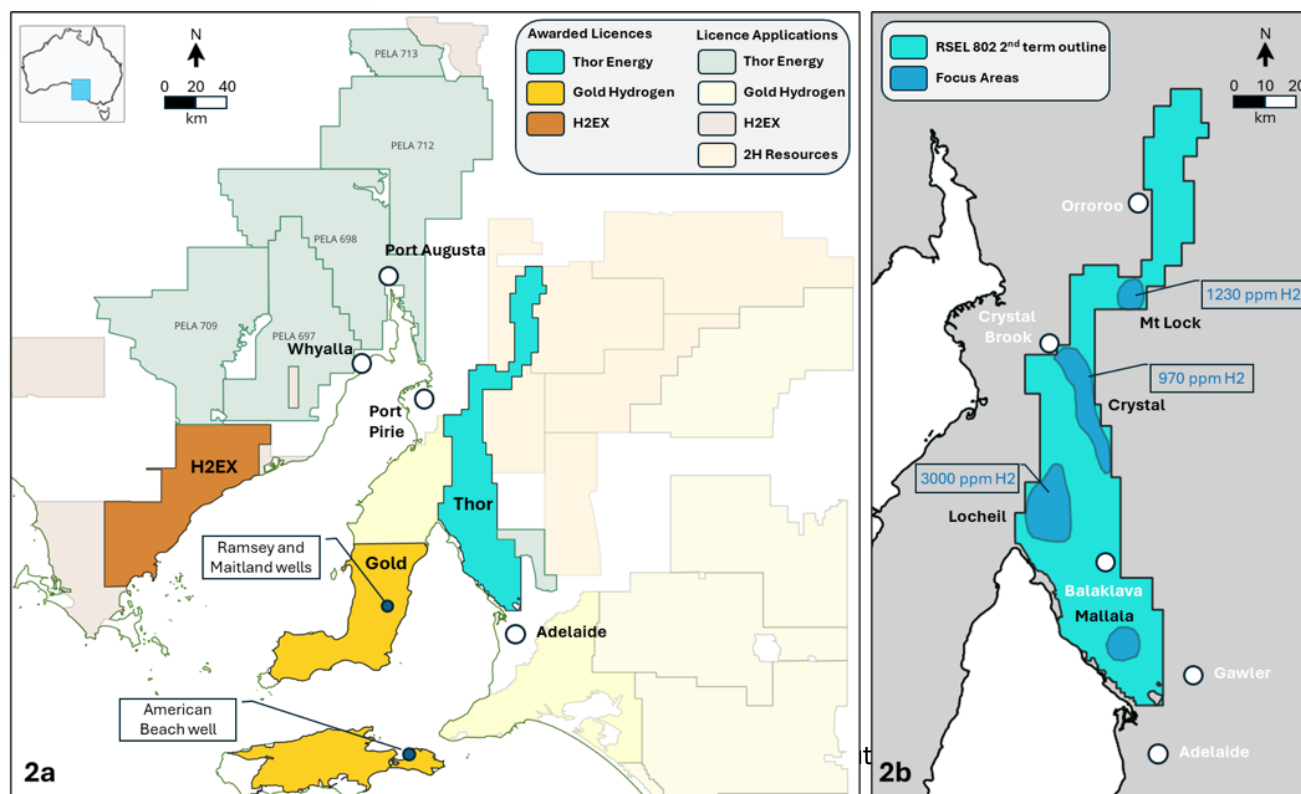 N
0 20 40
km
Awarded Licences
Thor Energy
Gold Hydrogen
H2EX
Licence Applications
Thor Energy
Gold Hydrogen
H2EX
2H Resources
PELA 713
PELA 712
PELA 698
Port Augusta
PELA 709
PELA 697
Whyalla
Port
Pirie
H2EX
Thor
Ramsey and
Maitland wells
Gold
Adelaide
American
Beach well
2a
RSEL 802 2nd term outline
Focus Areas
N
0 10 20
km
Orroroo
1230 ppm H2
Crystal
Brook
Mt Lock
970 ppm H2
Crystal
3000 ppm H2
Locheil
Balaklava
Mallala
Gawler
Adelaide
2b